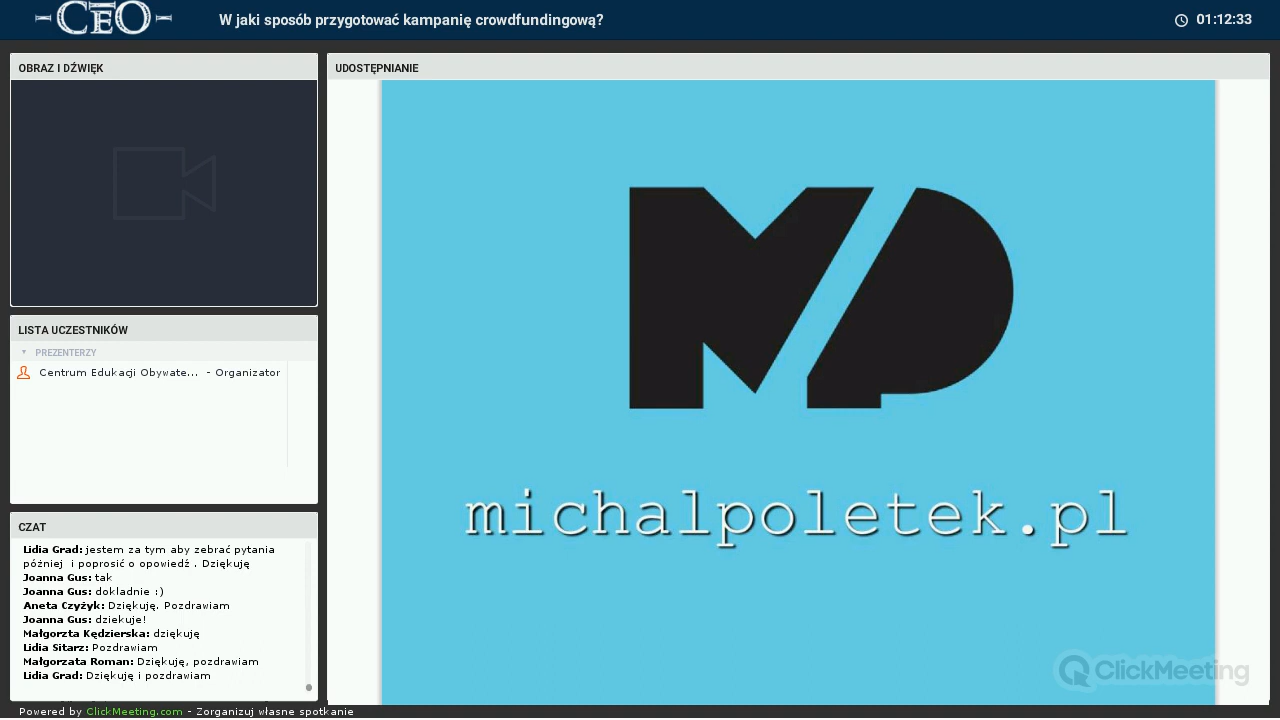 CEO
W jaki sposób przygotować kampanię crowdfundingową?
01:12:33
OBRAZ I DŹWIĘK
LISTA UCZESTNIKÓW
PREZENTERZY
Centrum Edukacji Obywate... - Organizator
CZAT
Lidia Grad: jestem za tym aby zebrać pytania
później i poprosić o opowiedź . Dziękuję
Joanna Gus: tak
Joanna Gus: dokladnie :)
Aneta Czyżyk: Dziękuję. Pozdrawiam
Joanna Gus: dziekuje!
Małgorzta Kędzierska: dziękuję
Lidia Sitarz: Pozdrawiam
Małgorzata Roman: Dziękuję, pozdrawiam
Lidia Grad: Dziękuję i pozdrawiam
UDOSTĘPNIANIE
MP
michalpoletek.pl
ClickMeeting
Powered by ClickMeeting.com - Zorganizuj własne spotkanie